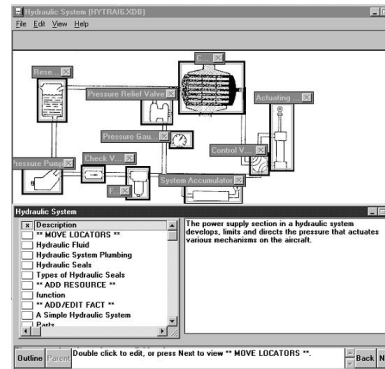 Hydraulic System [HYTRAIG.XDB]
File Edit View Help
Rese...
C...
Pressure Relief Valve
Actuating
Pressure Gau...
Control V...
Pressure Pump
Check V...
F...
System Accumulator
Hydraulic System
x Description
** MOVE LOCATORS **
Hydraulic Fluid
Hydraulic System Plumbing
Hydraulic Seals
Types of Hydraulic Seals
** ADD RESOURCE **
function
** ADD/EDIT FACT **
A Simple Hydraulic System
Parts
The power supply section in a hydraulic system
develops, limits and directs the pressure that actuates
various mechanisms on the aircraft.
Outline Parent Double click to edit, or press Next to view ** MOVE LOCATORS **. Back N